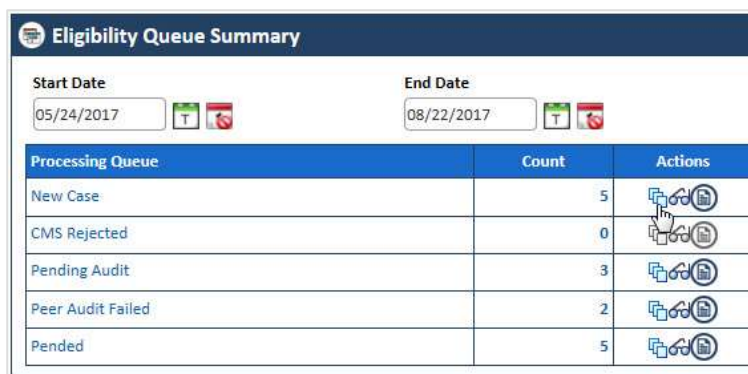 Eligibility Queue Summary
Start Date End Date
05/24/2017 T 08/22/2017 T
Processing Queue Count Actions
New Case 5
CMS Rejected 0
Pending Audit 3
Peer Audit Failed 2
Pended 5